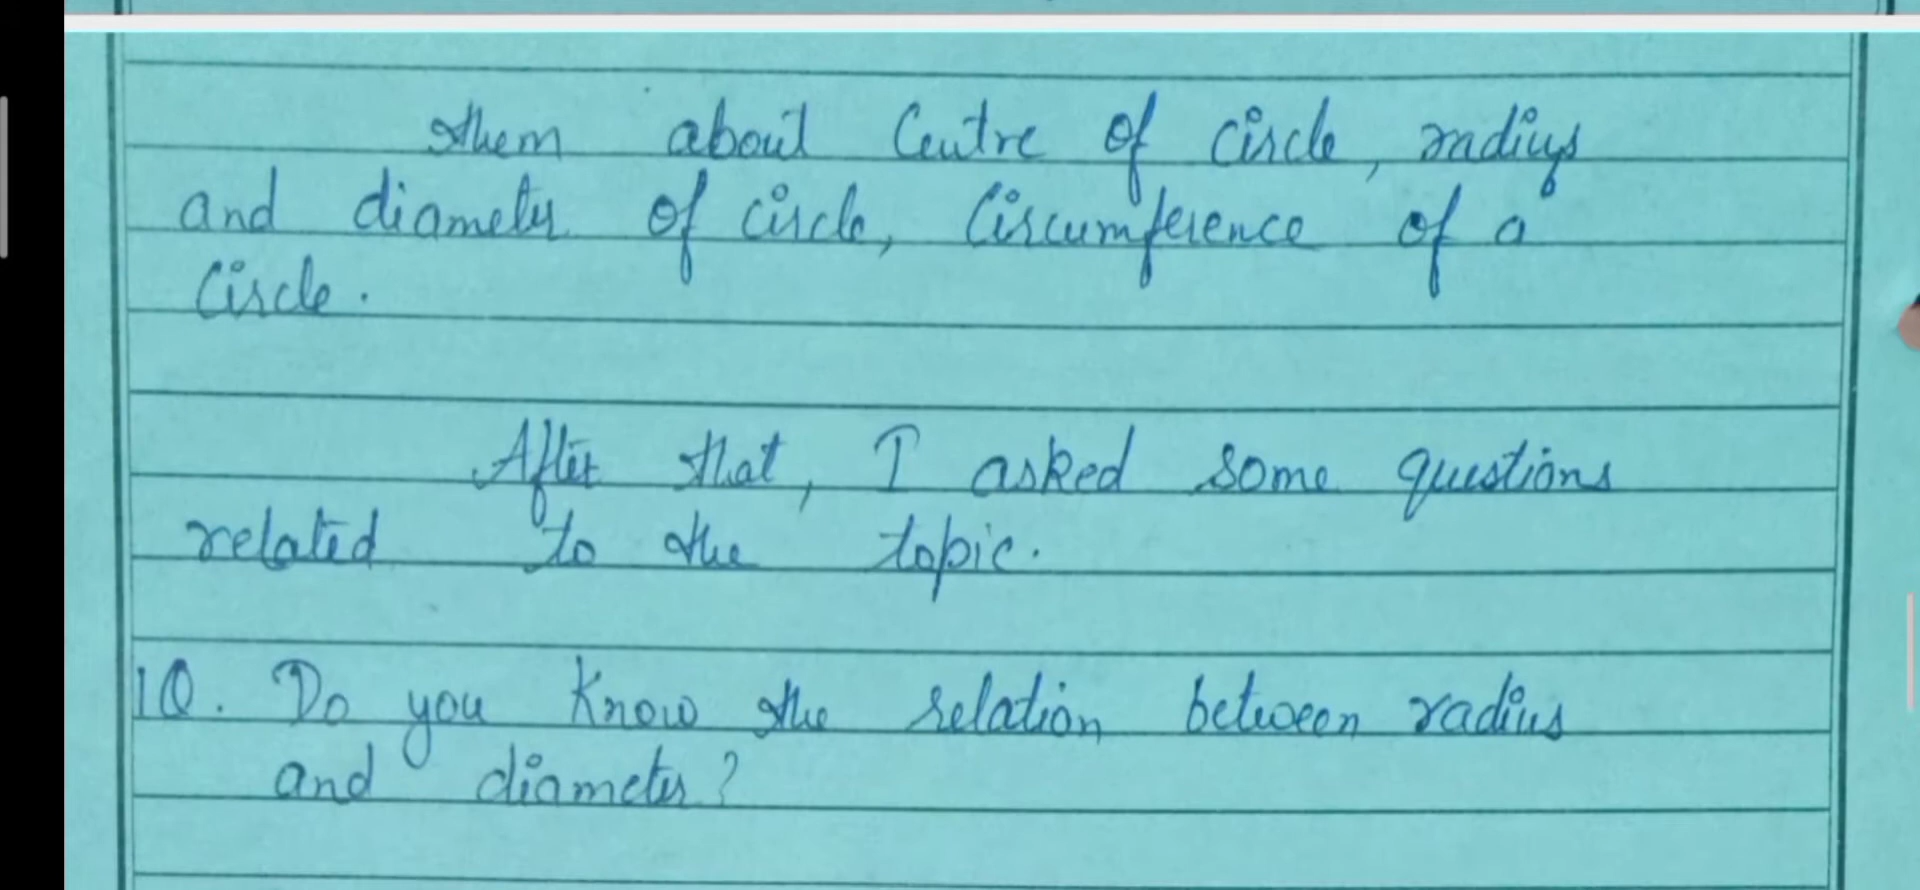 them about Centre of circle, radius
and diameter of circle, Circumference of a
Circle.
After that, I asked some questions
related to the topic.
1Q. Do you know the relation between radius
and diameter?